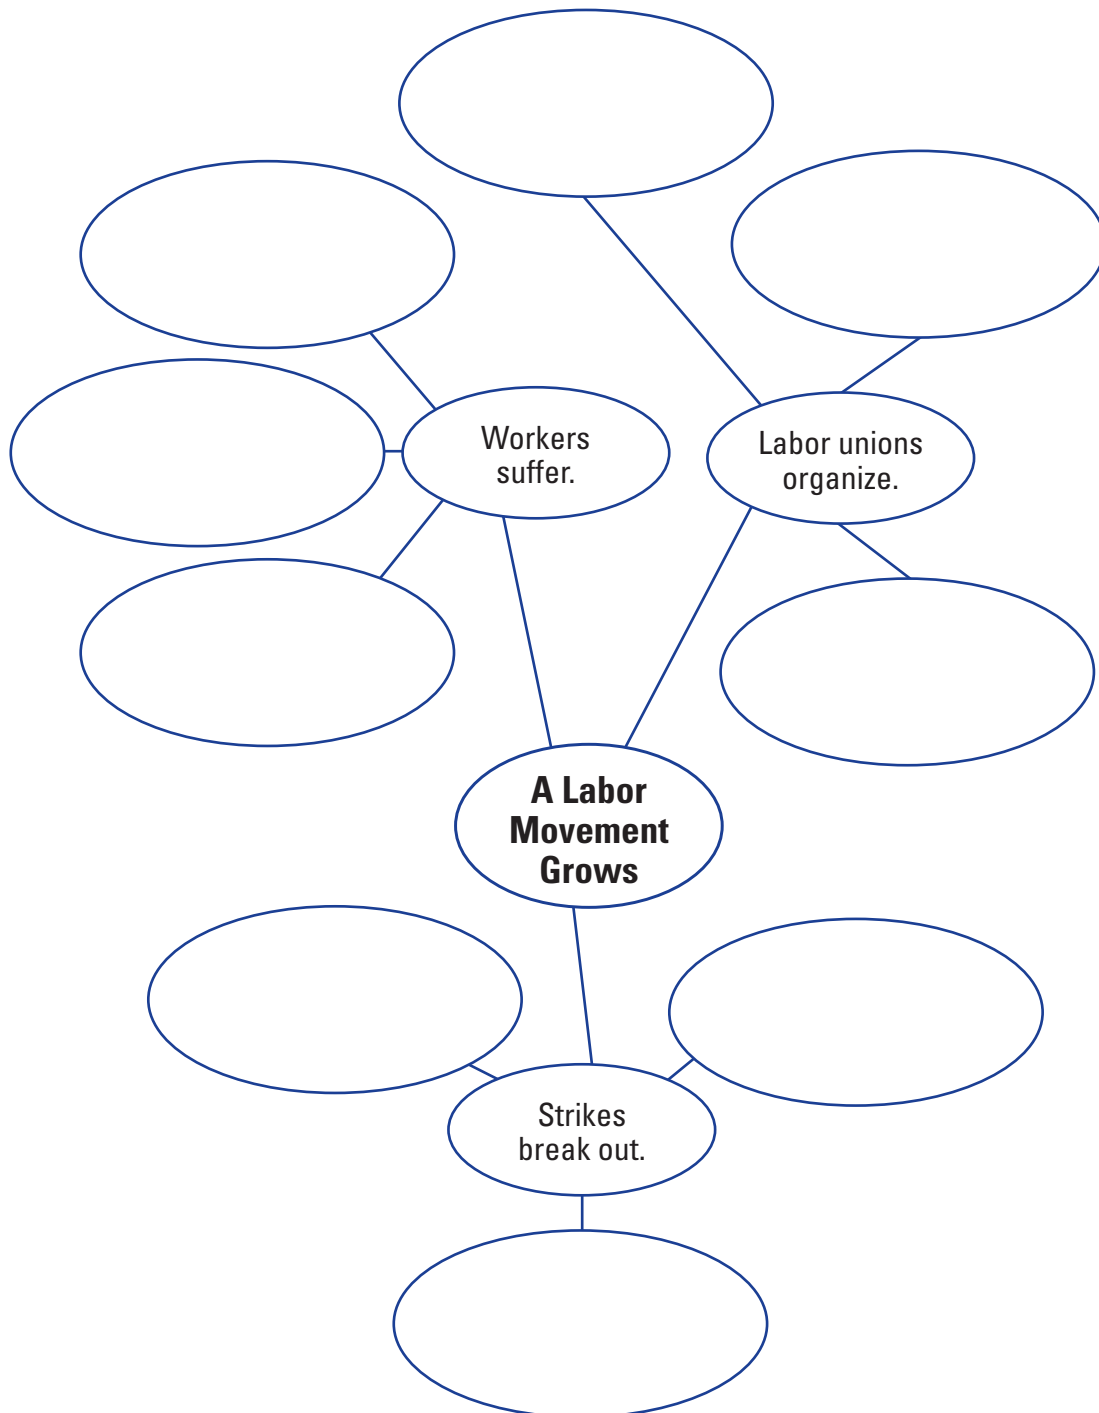 Workers
suffer.
Labor unions
organize.
A Labor
Movement
Grows
Strikes
break out.